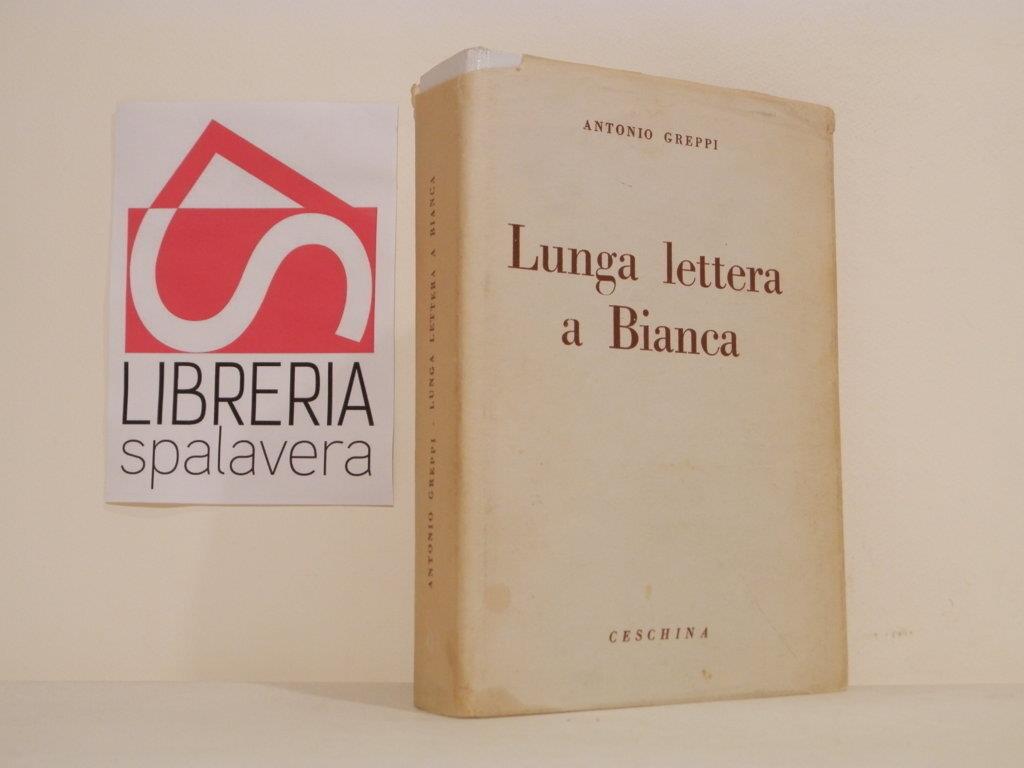 LIBRERIA
spalavera
ANTONIO GREPPI . LUNGA LETTERA A BIANCA
ANTONIO GREPPI
Lunga lettera
a Bianca
CESCHINA